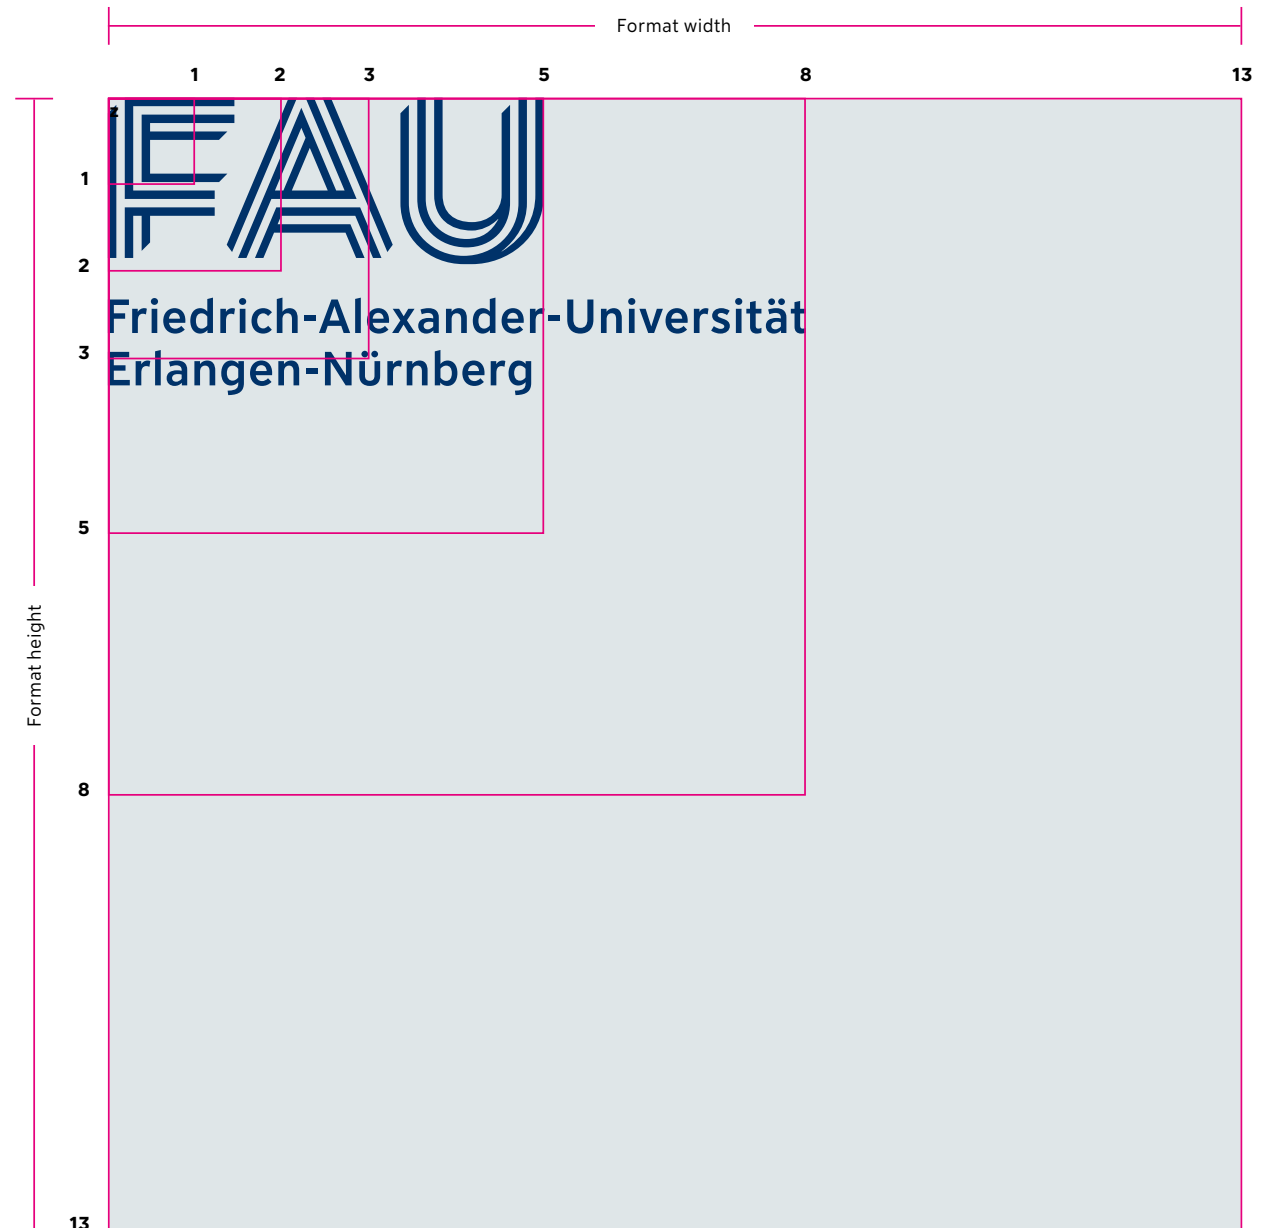 Format width
1 2 3 5 8 13
z
FAU
1
2
Friedrich-Alexander-Universität
3
Erlangen-Nürnberg
5
Format height
8
13